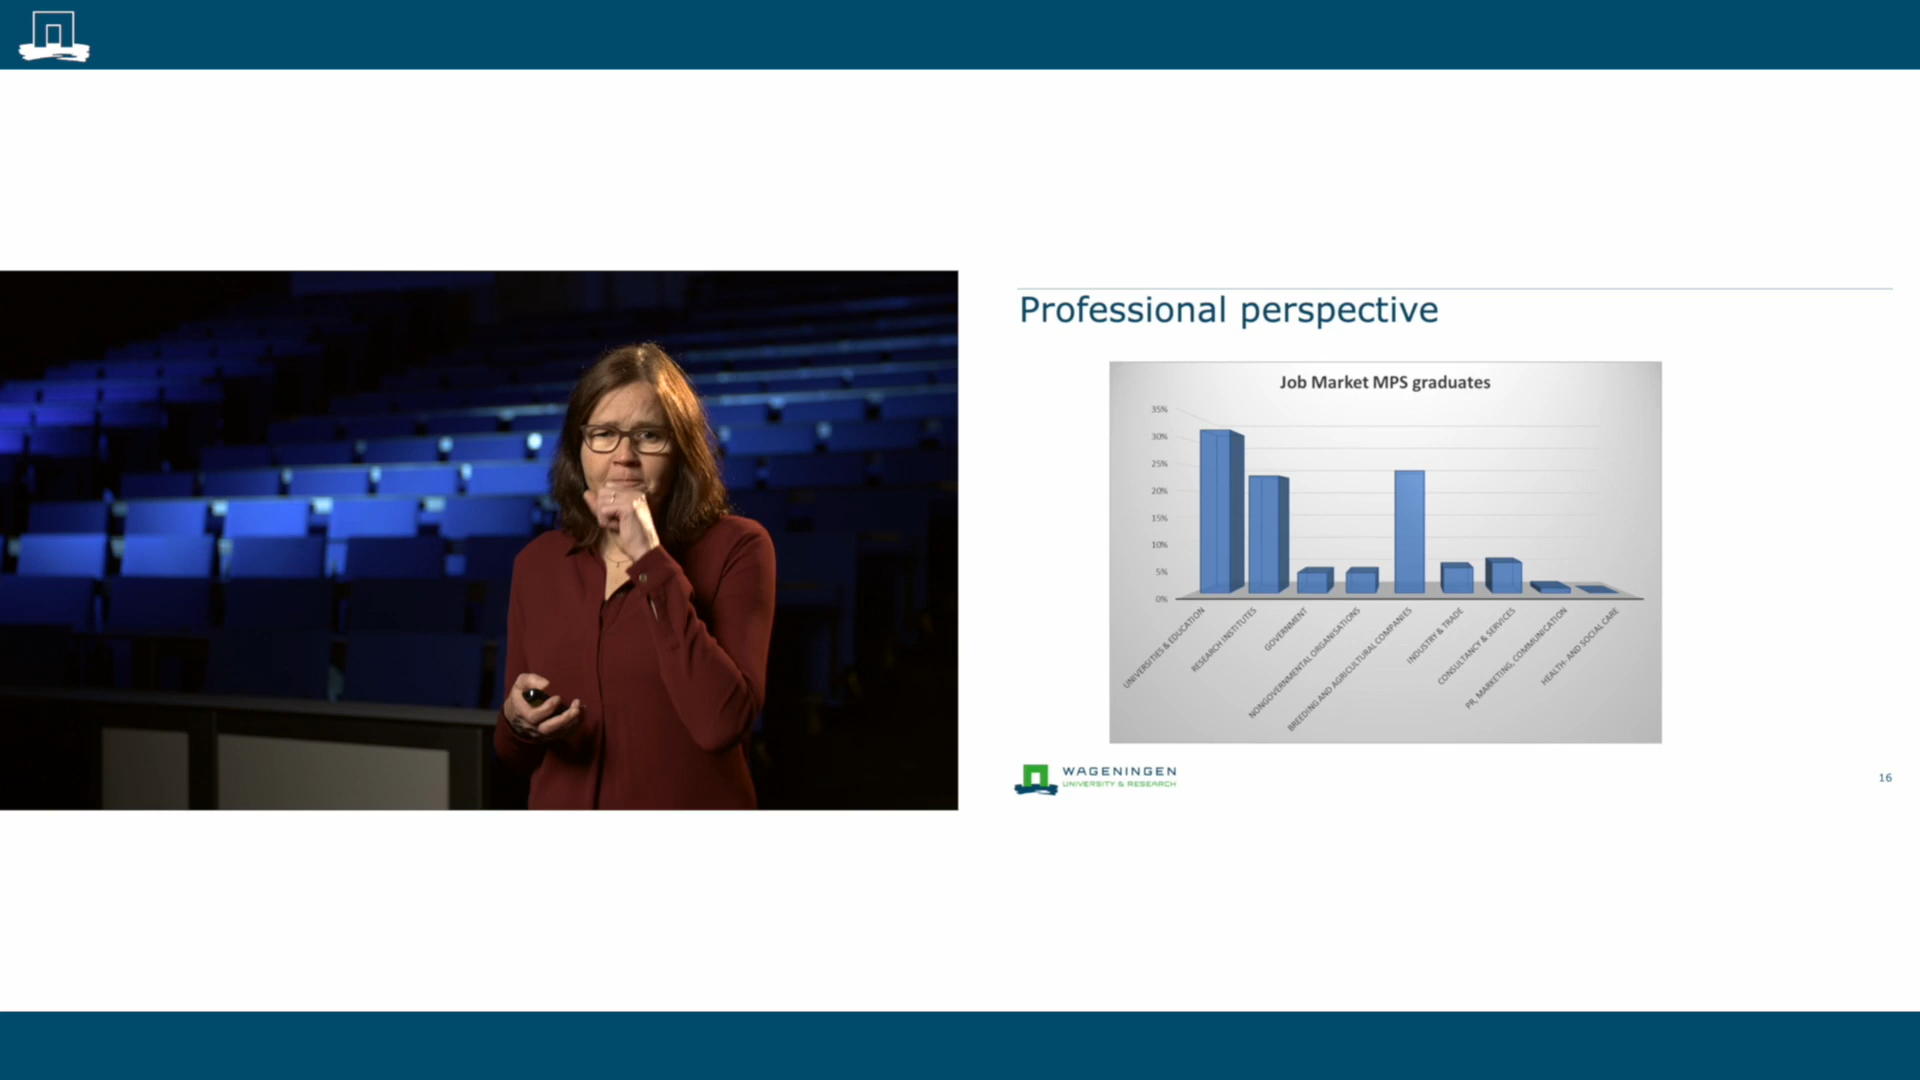 Professional perspective
Job Market MPS graduates
35%
30%
25%
20%
15%
10%
5%
0%
UNIVERSITIES & EDUCATION
RESEARCH INSTITUTES
GOVERNMENT
NONGOVERNMENTAL ORGANISATIONS
BREEDING AND AGRICULTURAL COMPANIES
INDUSTRY & TRADE
CONSULTANCY & SERVICES
PR, MARKETING, COMMUNICATION
HEALTH- AND SOCIAL CARE
WAGENINGEN
UNIVERSITY & RESEARCH
16